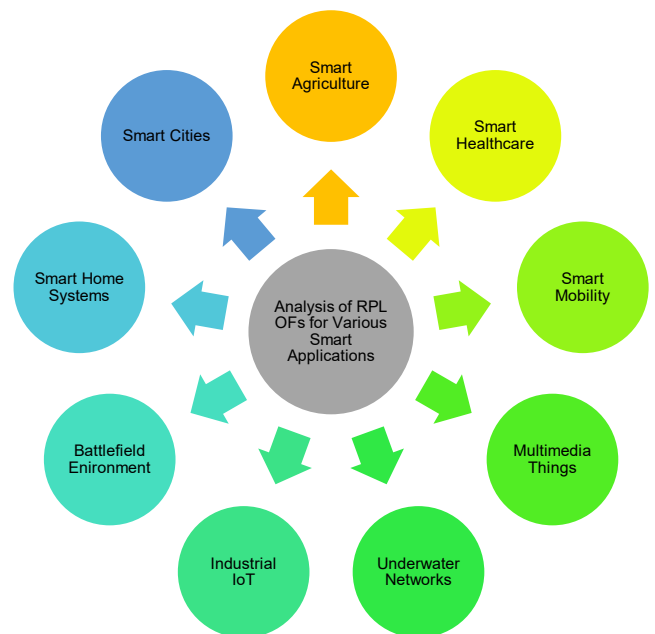 Smart
Agriculture
Smart
Healthcare
Smart
Mobility
Multimedia
Things
Underwater
Networks
Industrial
IoT
Battlefield
Enironment
Smart Home
Systems
Smart Cities
Analysis of RPL
OFs for Various
Smart
Applications